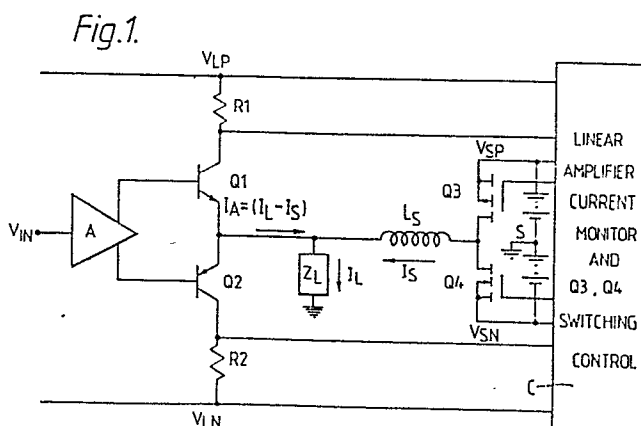 Fig.1.
VLP
R1
LINEAR
VSP
AMPLIFIER
Q1
Q3
CURRENT
IA=(IL-IS)
LS
MONITOR
VIN
A
S
AND
Q2
ZL
IL
IS
Q4
Q3, Q4
VSN
SWITCHING
R2
CONTROL
C
VLN